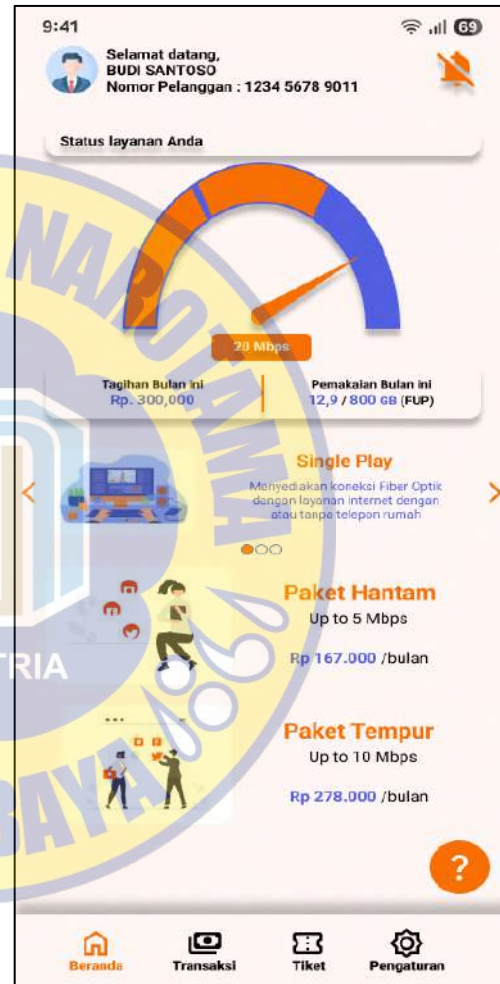 9:41
69
Selamat datang,
BUDI SANTOSO
Nomor Pelanggan : 1234 5678 9011
Status layanan Anda
20 Mbps
Tagihan Bulan ini
Rp. 300,000
Pemakaian Bulan ini
12,9 / 800 GB (FUP)
Single Play
Menyediakan koneksi Fiber Optik
dengan layanan internet dengan
atau tanpa telepon rumah
Paket Hantam
Up to 5 Mbps
Rp 167.000 /bulan
Paket Tempur
Up to 10 Mbps
Rp 278.000 /bulan
?
Beranda
Transaksi
Tiket
Pengaturan
NAROTAMA
TRIA
BAYA